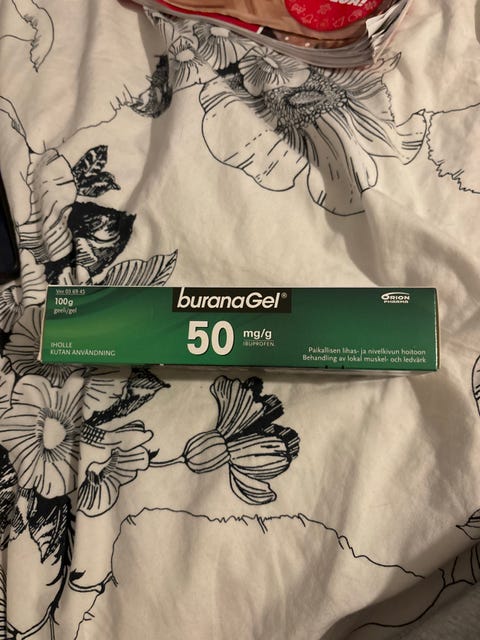 Vnr 03 69 45
100g
geeli/gel
IHOLLE
KUTAN ANVÄNDNING
buranaGel®
50 mg/g
IBUPROFEN.
ORION
PHARMA
Paikallisen lihas- ja nivelkivun hoitoon
Behandling av lokal muskel- och ledvärk